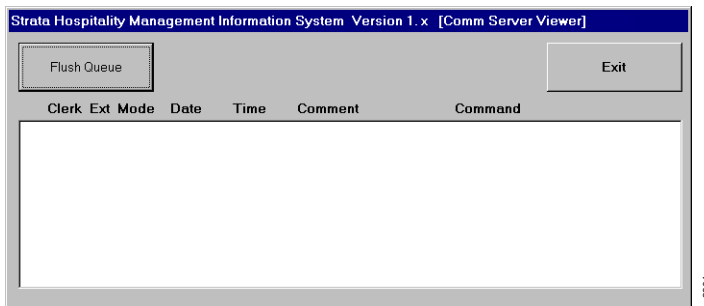 Strata Hospitality Management Information System Version 1. x [Comm Server Viewer]
Flush Queue
Exit
Clerk Ext Mode Date Time Comment Command